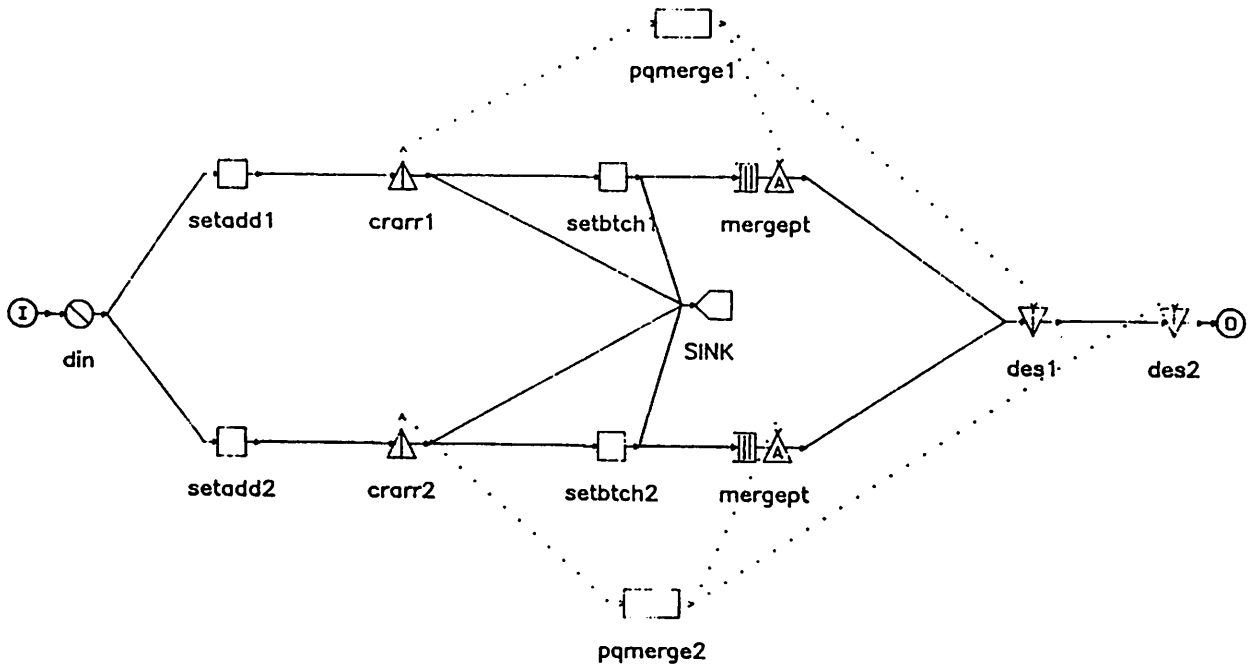 pqmerge1
setadd1
crarr1
setbtch1
mergept
A
I
din
SINK
des1
des2
O
A
setadd2
crarr2
setbtch2
mergept
pqmerge2